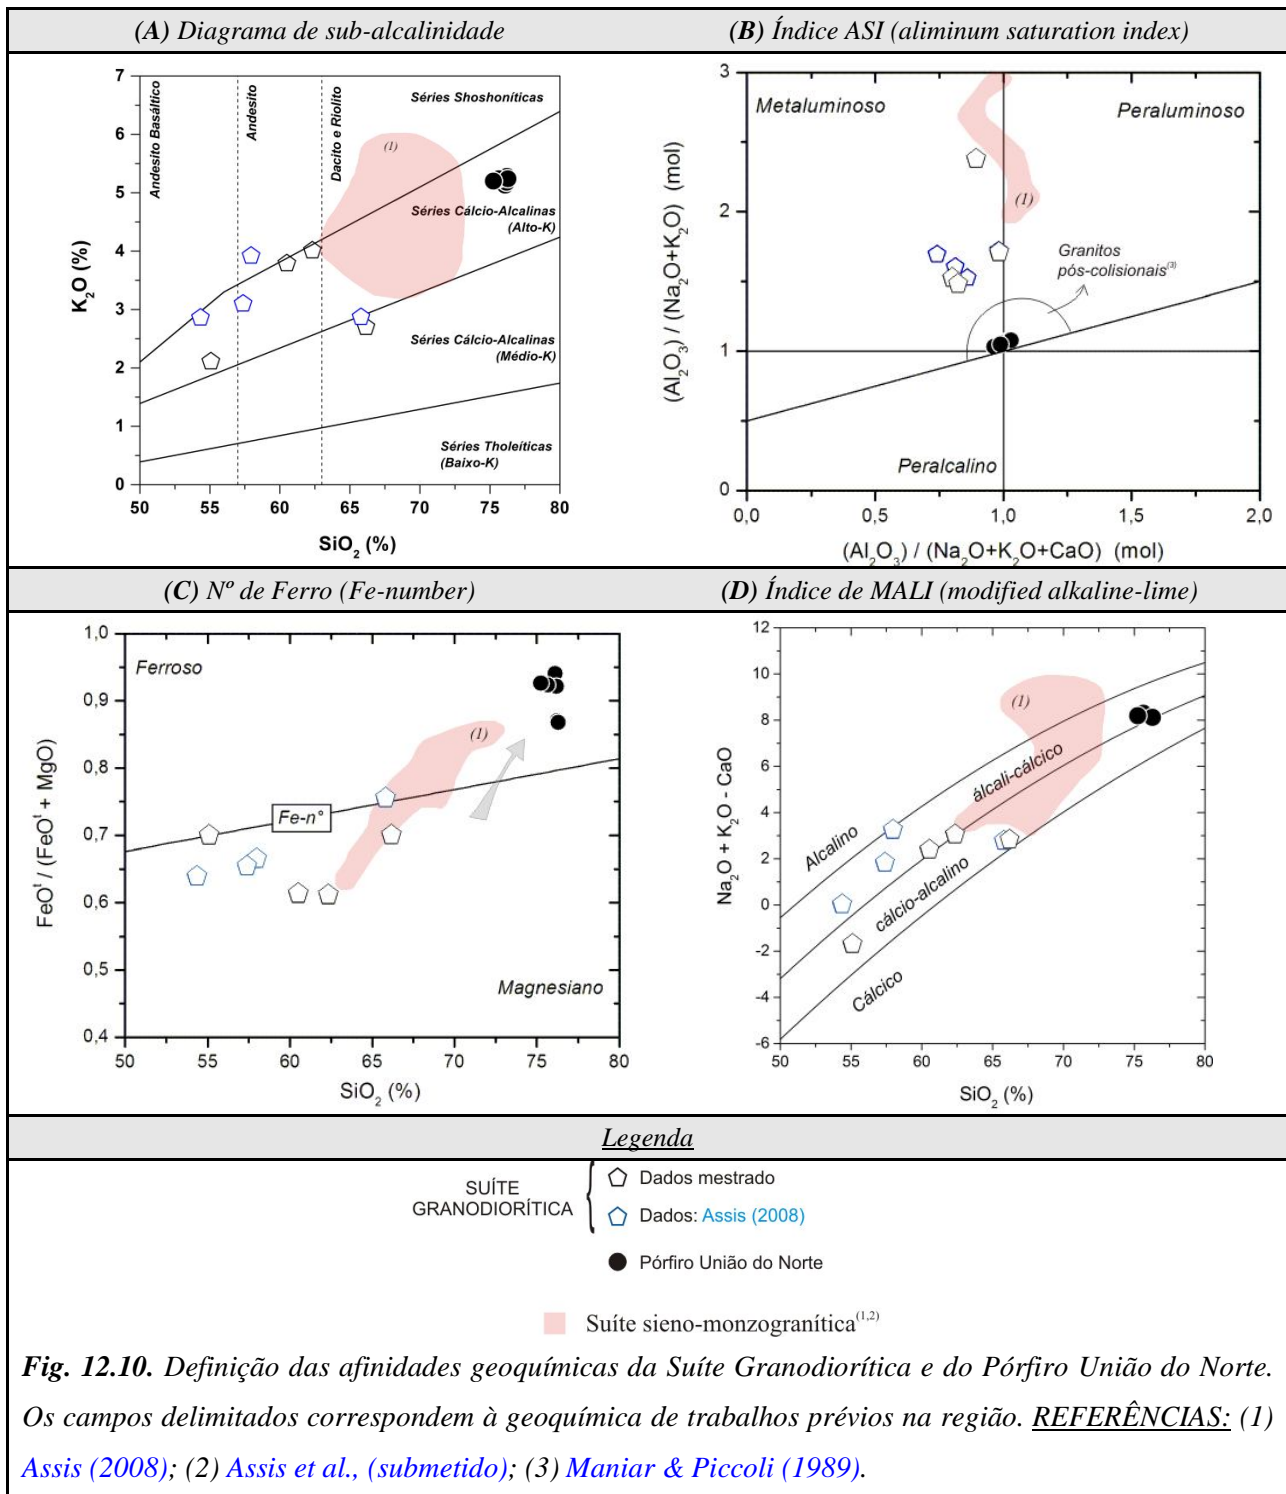 (A) Diagrama de sub-alcalinidade
(B) Índice ASI (aliminum saturation index)
7
6
5
4
3
2
1
0
K₂O (%)
Andesito Basáltico
Andesito
Dacito e Riolito
Séries Shoshoníticas
(1)
Séries Cálcio-Alcalinas
(Alto-K)
Séries Cálcio-Alcalinas
(Médio-K)
Séries Tholeíticas
(Baixo-K)
50 55 60 65 70 75 80
SiO₂ (%)
3
2
1
0
(Al₂O₃) / (Na₂O+K₂O) (mol)
Metaluminoso
Peraluminoso
(1)
Granitos
pós-colisionais⁽³⁾
Peralcalino
0,0 0,5 1,0 1,5 2,0
(Al₂O₃) / (Na₂O+K₂O+CaO) (mol)
(C) Nº de Ferro (Fe-number)
(D) Índice de MALI (modified alkaline-lime)
1,0
0,9
0,8
0,7
0,6
0,5
0,4
FeOᵗ / (FeOᵗ + MgO)
Ferroso
(1)
Fe-n°
Magnesiano
50 55 60 65 70 75 80
SiO₂ (%)
12
10
8
6
4
2
0
-2
-4
-6
Na₂O + K₂O - CaO
(1)
Alcalino
álcali-cálcico
cálcio-alcalino
Cálcico
50 55 60 65 70 75 80
SiO₂ (%)
Legenda
SUÍTE
GRANODIORÍTICA
Dados mestrado
Dados: Assis (2008)
Pórfiro União do Norte
Suíte sieno-monzogranítica⁽¹,²⁾
Fig. 12.10. Definição das afinidades geoquímicas da Suíte Granodiorítica e do Pórfiro União do Norte.
Os campos delimitados correspondem à geoquímica de trabalhos prévios na região. REFERÊNCIAS: (1)
Assis (2008); (2) Assis et al., (submetido); (3) Maniar & Piccoli (1989).